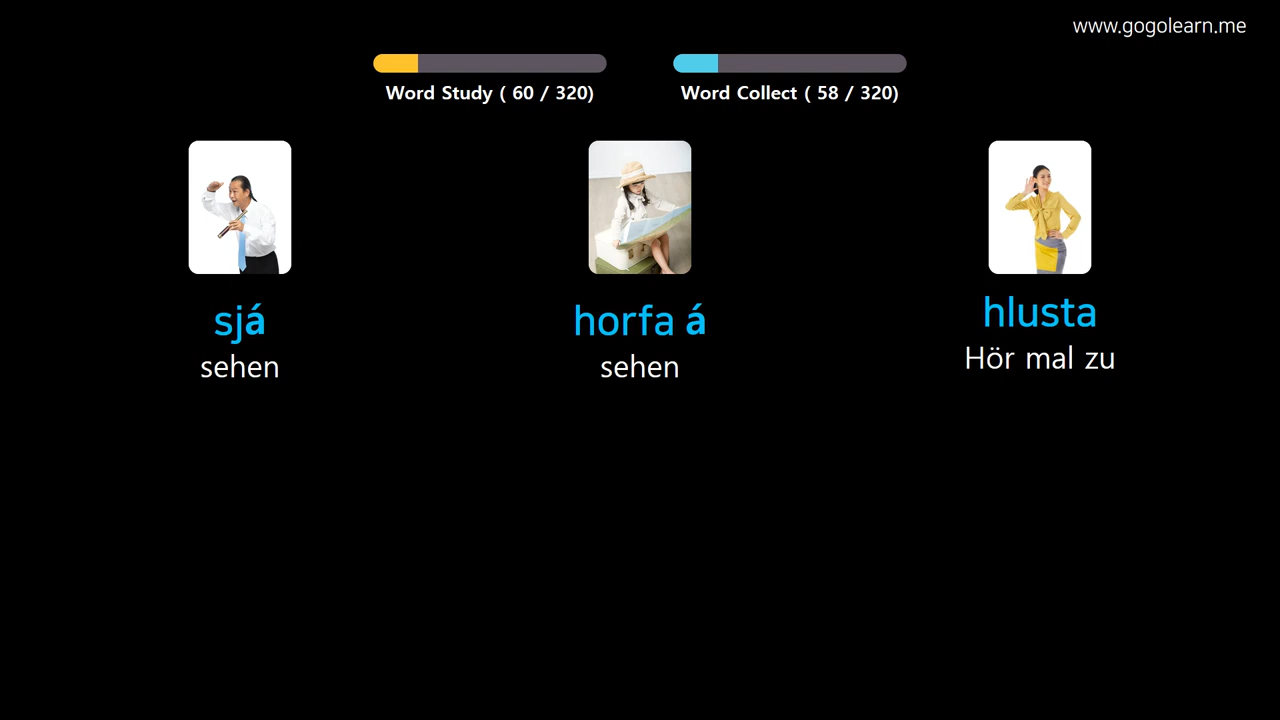 www.gogolearn.me
Word Study ( 60 / 320)
Word Collect ( 58 / 320)
sjá
sehen
horfa á
sehen
hlusta
Hör mal zu